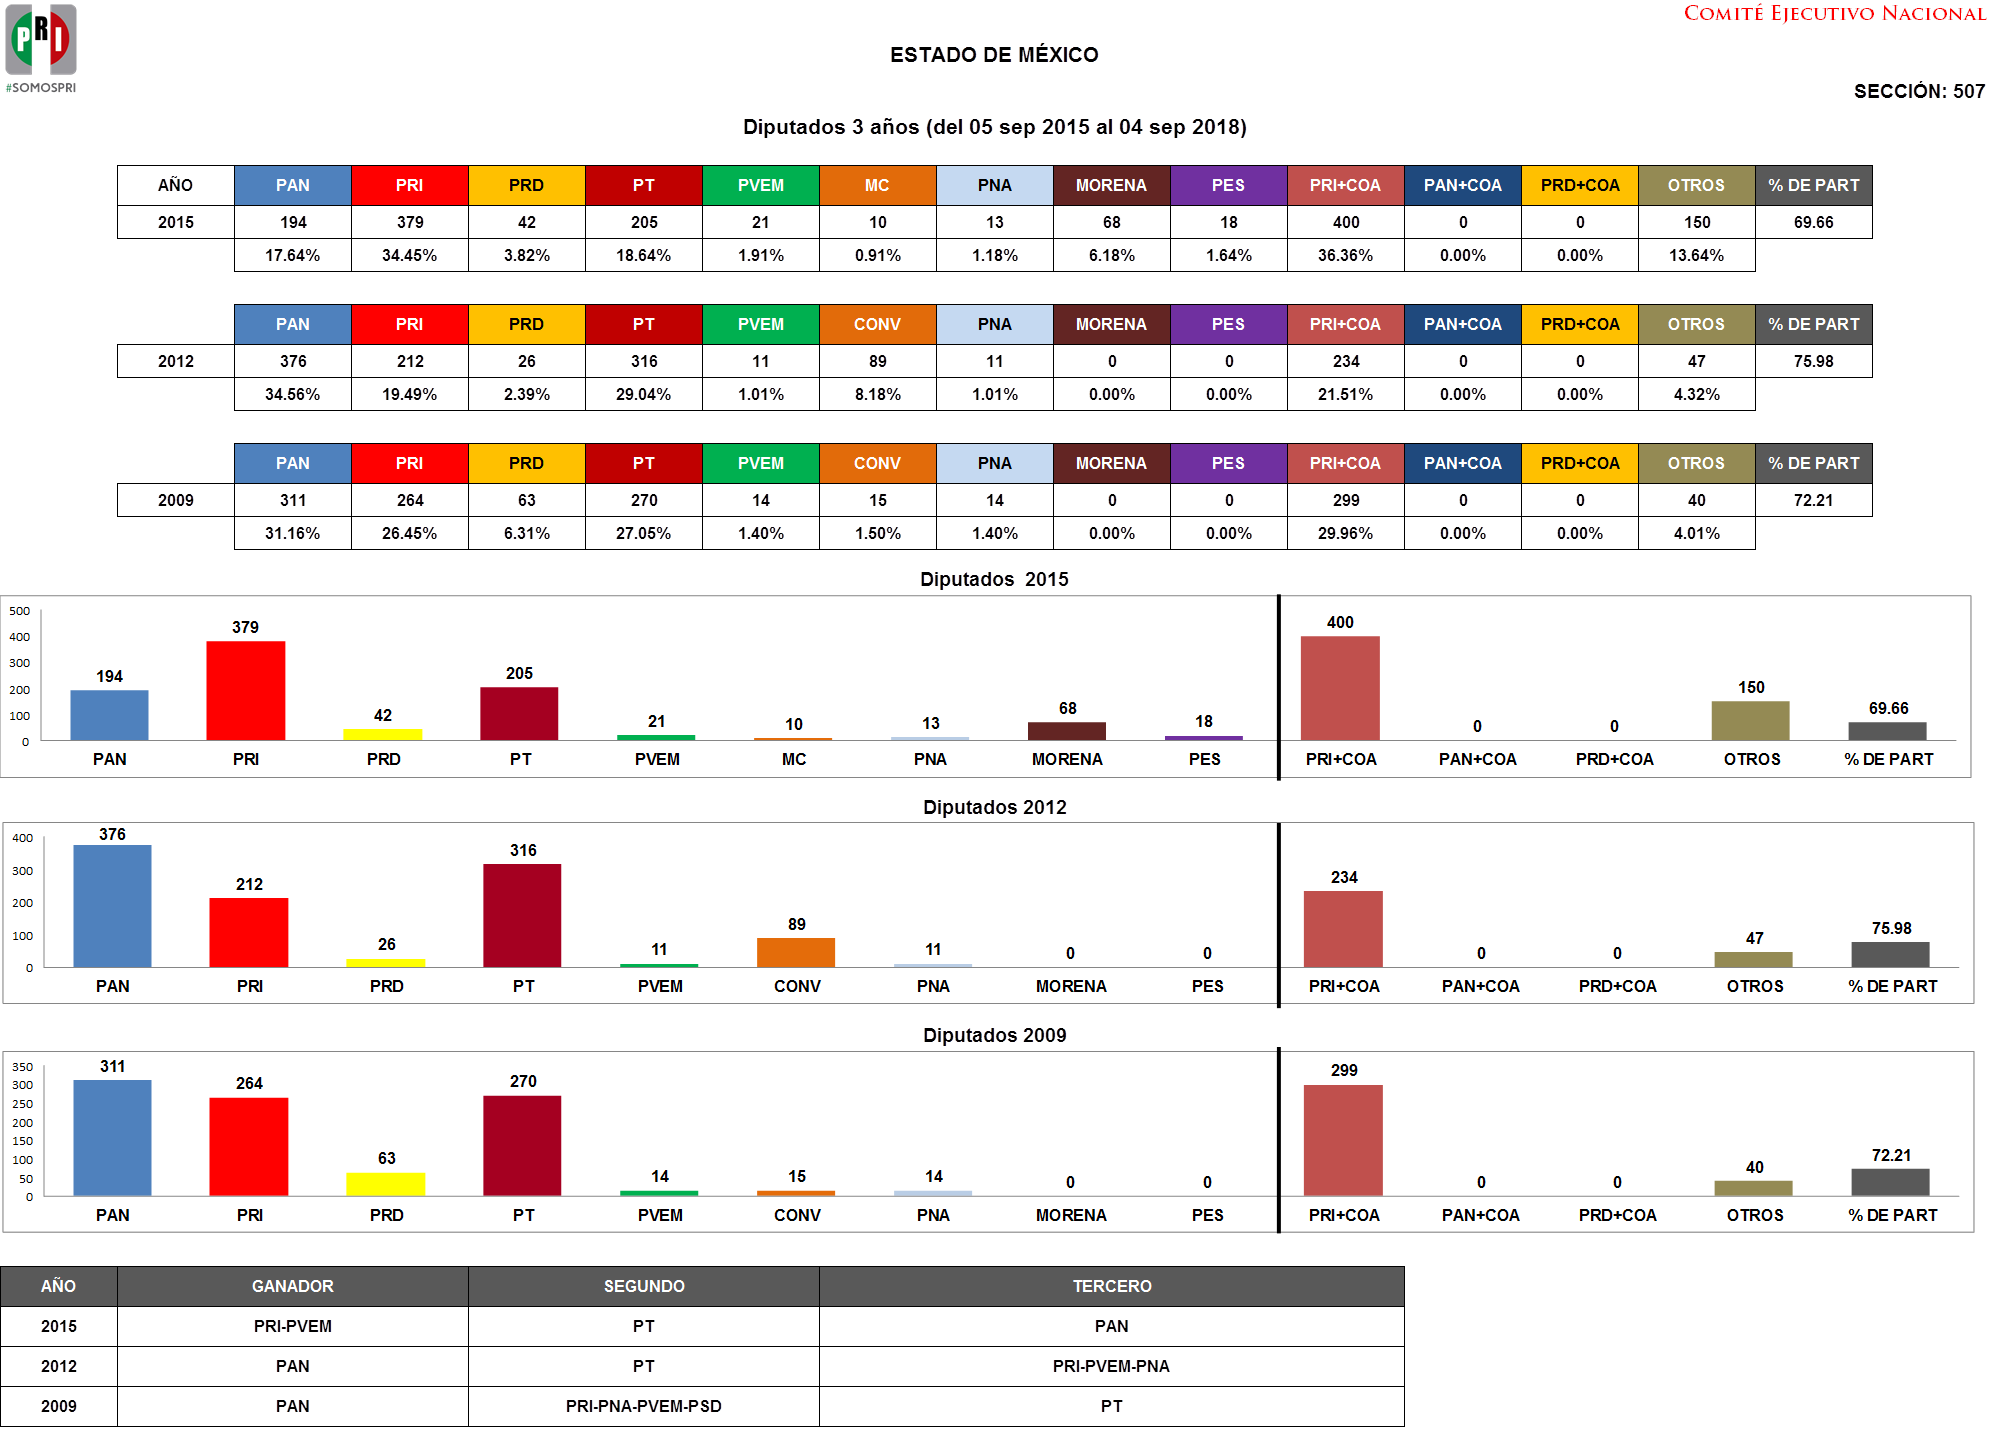 PRI
#SOMOSPRI
COMITÉ EJECUTIVO NACIONAL
ESTADO DE MÉXICO
SECCIÓN: 507
Diputados 3 años (del 05 sep 2015 al 04 sep 2018)
AÑO PAN PRI PRD PT PVEM MC PNA MORENA PES PRI+COA PAN+COA PRD+COA OTROS % DE PART
2015 194 379 42 205 21 10 13 68 18 400 0 0 150 69.66
17.64% 34.45% 3.82% 18.64% 1.91% 0.91% 1.18% 6.18% 1.64% 36.36% 0.00% 0.00% 13.64%
PAN PRI PRD PT PVEM CONV PNA MORENA PES PRI+COA PAN+COA PRD+COA OTROS % DE PART
2012 376 212 26 316 11 89 11 0 0 234 0 0 47 75.98
34.56% 19.49% 2.39% 29.04% 1.01% 8.18% 1.01% 0.00% 0.00% 21.51% 0.00% 0.00% 4.32%
PAN PRI PRD PT PVEM CONV PNA MORENA PES PRI+COA PAN+COA PRD+COA OTROS % DE PART
2009 311 264 63 270 14 15 14 0 0 299 0 0 40 72.21
31.16% 26.45% 6.31% 27.05% 1.40% 1.50% 1.40% 0.00% 0.00% 29.96% 0.00% 0.00% 4.01%
Diputados 2015
500
400
300
200
100
0
194 379 42 205 21 10 13 68 18 400 0 0 150 69.66
PAN PRI PRD PT PVEM MC PNA MORENA PES PRI+COA PAN+COA PRD+COA OTROS % DE PART
Diputados 2012
400
300
200
100
0
376 212 26 316 11 89 11 0 0 234 0 0 47 75.98
PAN PRI PRD PT PVEM CONV PNA MORENA PES PRI+COA PAN+COA PRD+COA OTROS % DE PART
Diputados 2009
350
300
250
200
150
100
50
0
311 264 63 270 14 15 14 0 0 299 0 0 40 72.21
PAN PRI PRD PT PVEM CONV PNA MORENA PES PRI+COA PAN+COA PRD+COA OTROS % DE PART
AÑO GANADOR SEGUNDO TERCERO
2015 PRI-PVEM PT PAN
2012 PAN PT PRI-PVEM-PNA
2009 PAN PRI-PNA-PVEM-PSD PT